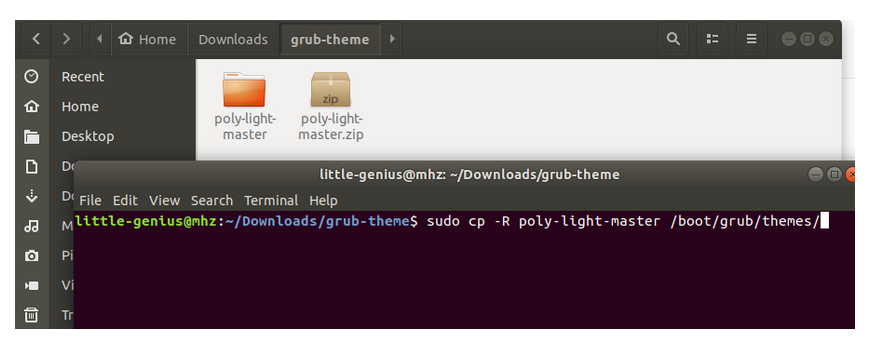 Home Downloads grub-theme
Recent
Home
Desktop
poly-light-
master
zip
poly-light-
master.zip
Do
Do
M
Pi
Vi
Tr
little-genius@mhz: ~/Downloads/grub-theme
File Edit View Search Terminal Help
little-genius@mhz:~/Downloads/grub-theme$ sudo cp -R poly-light-master /boot/grub/themes/